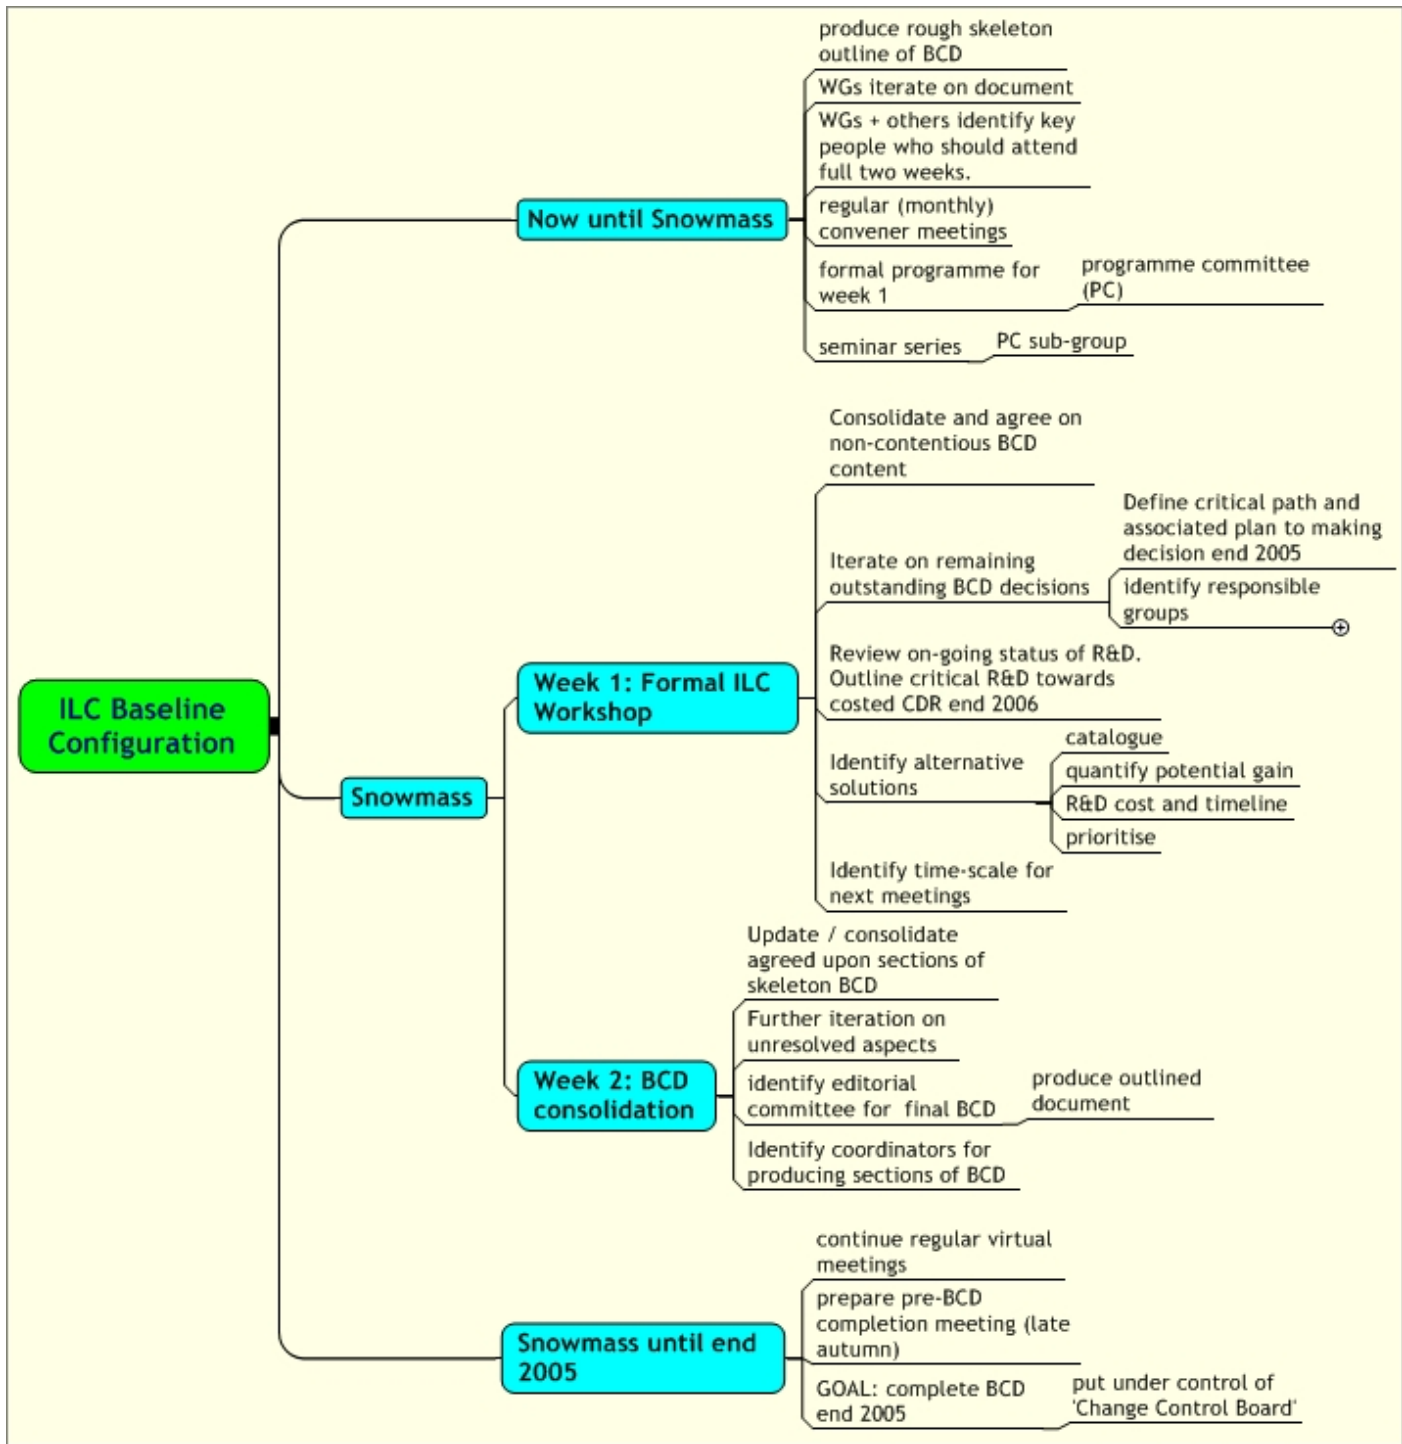 ILC Baseline
Configuration
Now until Snowmass
produce rough skeleton
outline of BCD
WGs iterate on document
WGs + others identify key
people who should attend
full two weeks.
regular (monthly)
convener meetings
formal programme for
week 1
programme committee
(PC)
seminar series
PC sub-group
Snowmass
Week 1: Formal ILC
Workshop
Consolidate and agree on
non-contentious BCD
content
Iterate on remaining
outstanding BCD decisions
Define critical path and
associated plan to making
decision end 2005
identify responsible
groups
Review on-going status of R&D.
Outline critical R&D towards
costed CDR end 2006
Identify alternative
solutions
catalogue
quantify potential gain
R&D cost and timeline
prioritise
Identify time-scale for
next meetings
Week 2: BCD
consolidation
Update / consolidate
agreed upon sections of
skeleton BCD
Further iteration on
unresolved aspects
identify editorial
committee for  final BCD
produce outlined
document
Identify coordinators for
producing sections of BCD
Snowmass until end
2005
continue regular virtual
meetings
prepare pre-BCD
completion meeting (late
autumn)
GOAL: complete BCD
end 2005
put under control of
'Change Control Board'